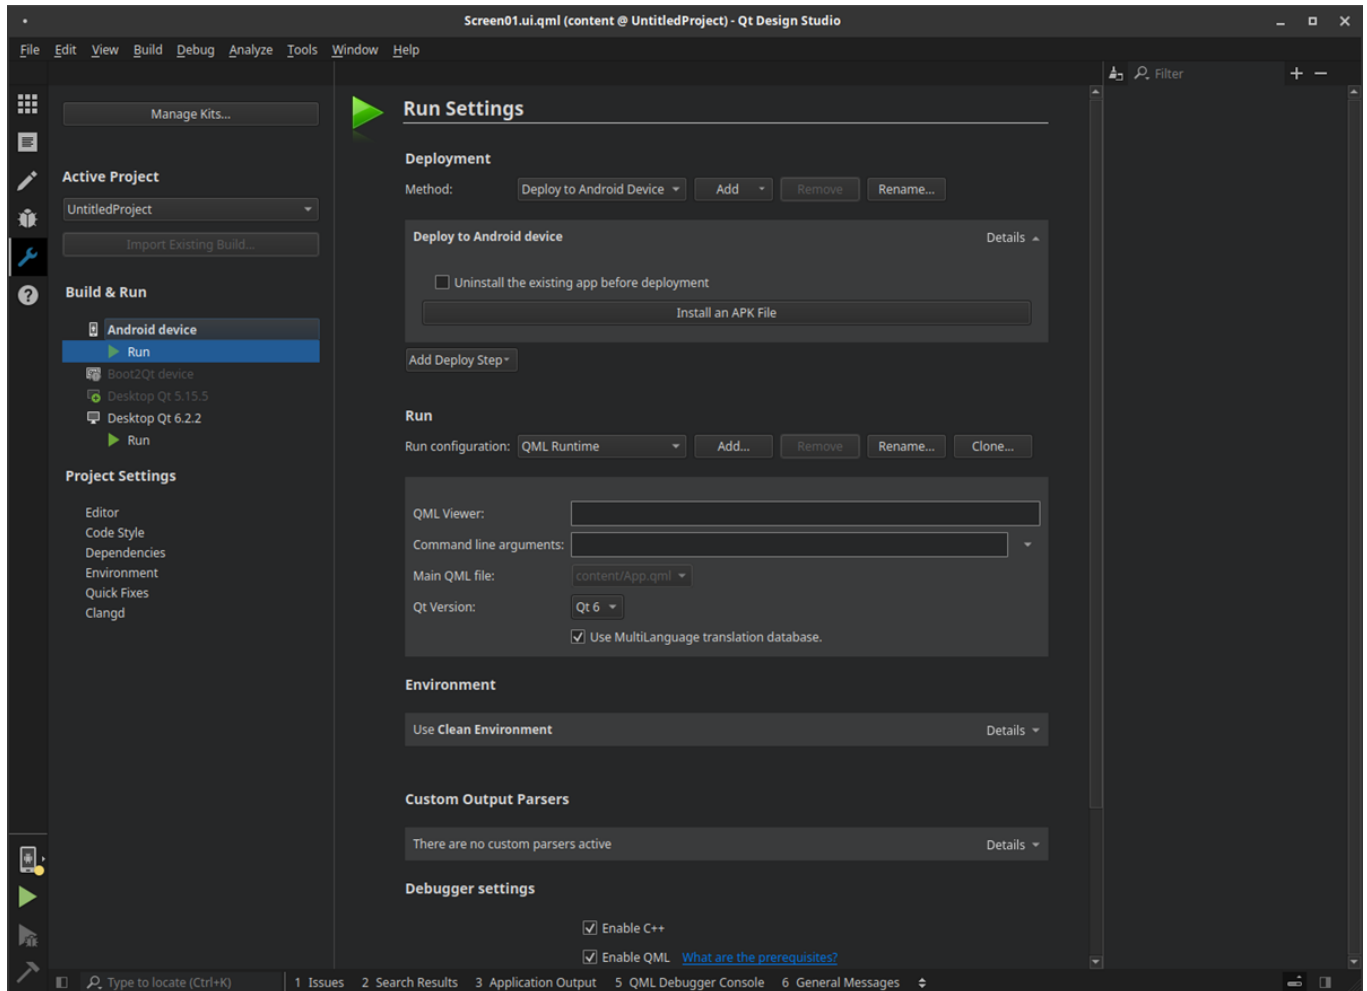 Screen01.ui.qml (content @ UntitledProject) - Qt Design Studio
File Edit View Build Debug Analyze Tools Window Help
Filter
Manage Kits...
Active Project
UntitledProject
Import Existing Build...
Build & Run
Android device
Run
Boot2Qt device
Desktop Qt 5.15.5
Desktop Qt 6.2.2
Run
Project Settings
Editor
Code Style
Dependencies
Environment
Quick Fixes
Clangd
Run Settings
Deployment
Method: Deploy to Android Device Add Remove Rename...
Deploy to Android device Details
Uninstall the existing app before deployment
Install an APK File
Add Deploy Step
Run
Run configuration: QML Runtime Add... Remove Rename... Clone...
QML Viewer:
Command line arguments:
Main QML file: content/App.qml
Qt Version: Qt 6
Use MultiLanguage translation database.
Environment
Use Clean Environment Details
Custom Output Parsers
There are no custom parsers active Details
Debugger settings
Enable C++
Enable QML What are the prerequisites?
Type to locate (Ctrl+K) 1 Issues 2 Search Results 3 Application Output 5 QML Debugger Console 6 General Messages